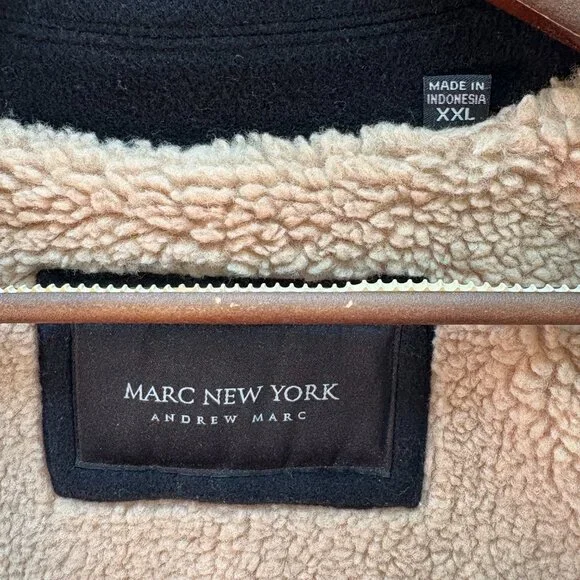 MADE IN
INDONESIA
XXL
MARC NEW YORK
ANDREW MARC